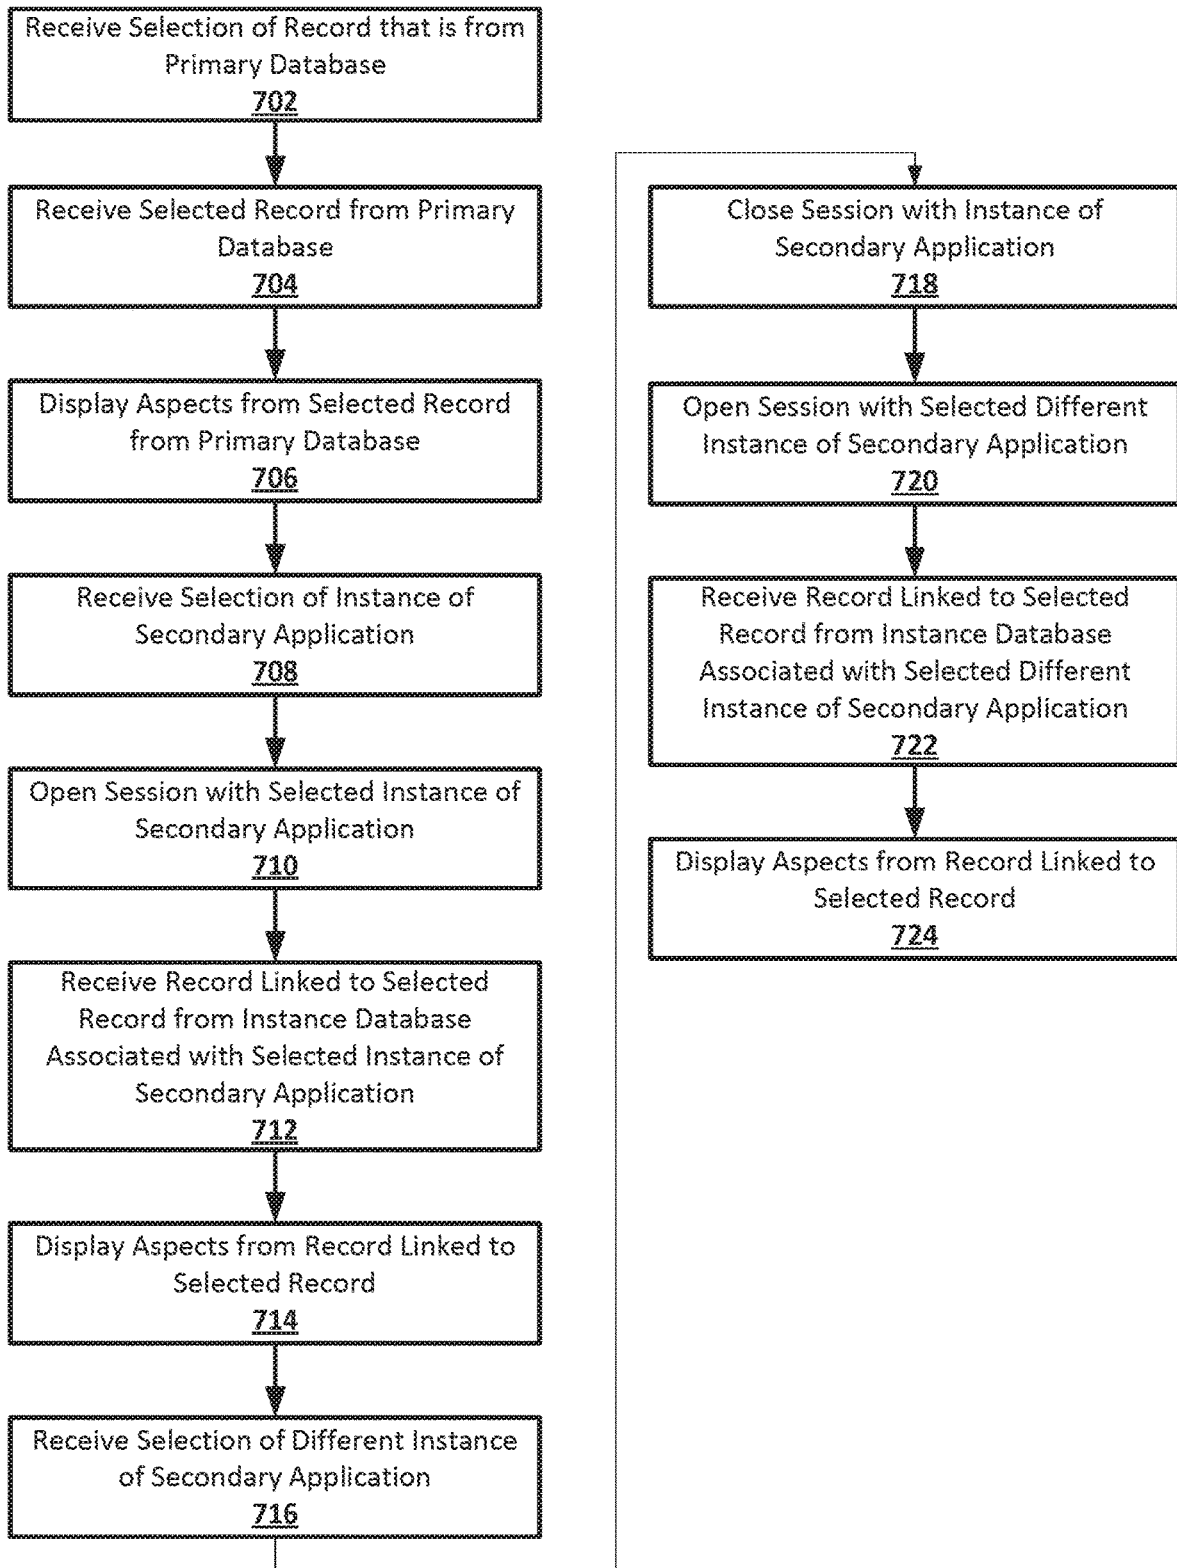 Receive Selection of Record that is from
Primary Database
702
Receive Selected Record from Primary
Database
704
Display Aspects from Selected Record
from Primary Database
706
Receive Selection of Instance of
Secondary Application
708
Open Session with Selected Instance of
Secondary Application
710
Receive Record Linked to Selected
Record from Instance Database
Associated with Selected Instance of
Secondary Application
712
Display Aspects from Record Linked to
Selected Record
714
Receive Selection of Different Instance
of Secondary Application
716
Close Session with Instance of
Secondary Application
718
Open Session with Selected Different
Instance of Secondary Application
720
Receive Record Linked to Selected
Record from Instance Database
Associated with Selected Different
Instance of Secondary Application
722
Display Aspects from Record Linked to
Selected Record
724